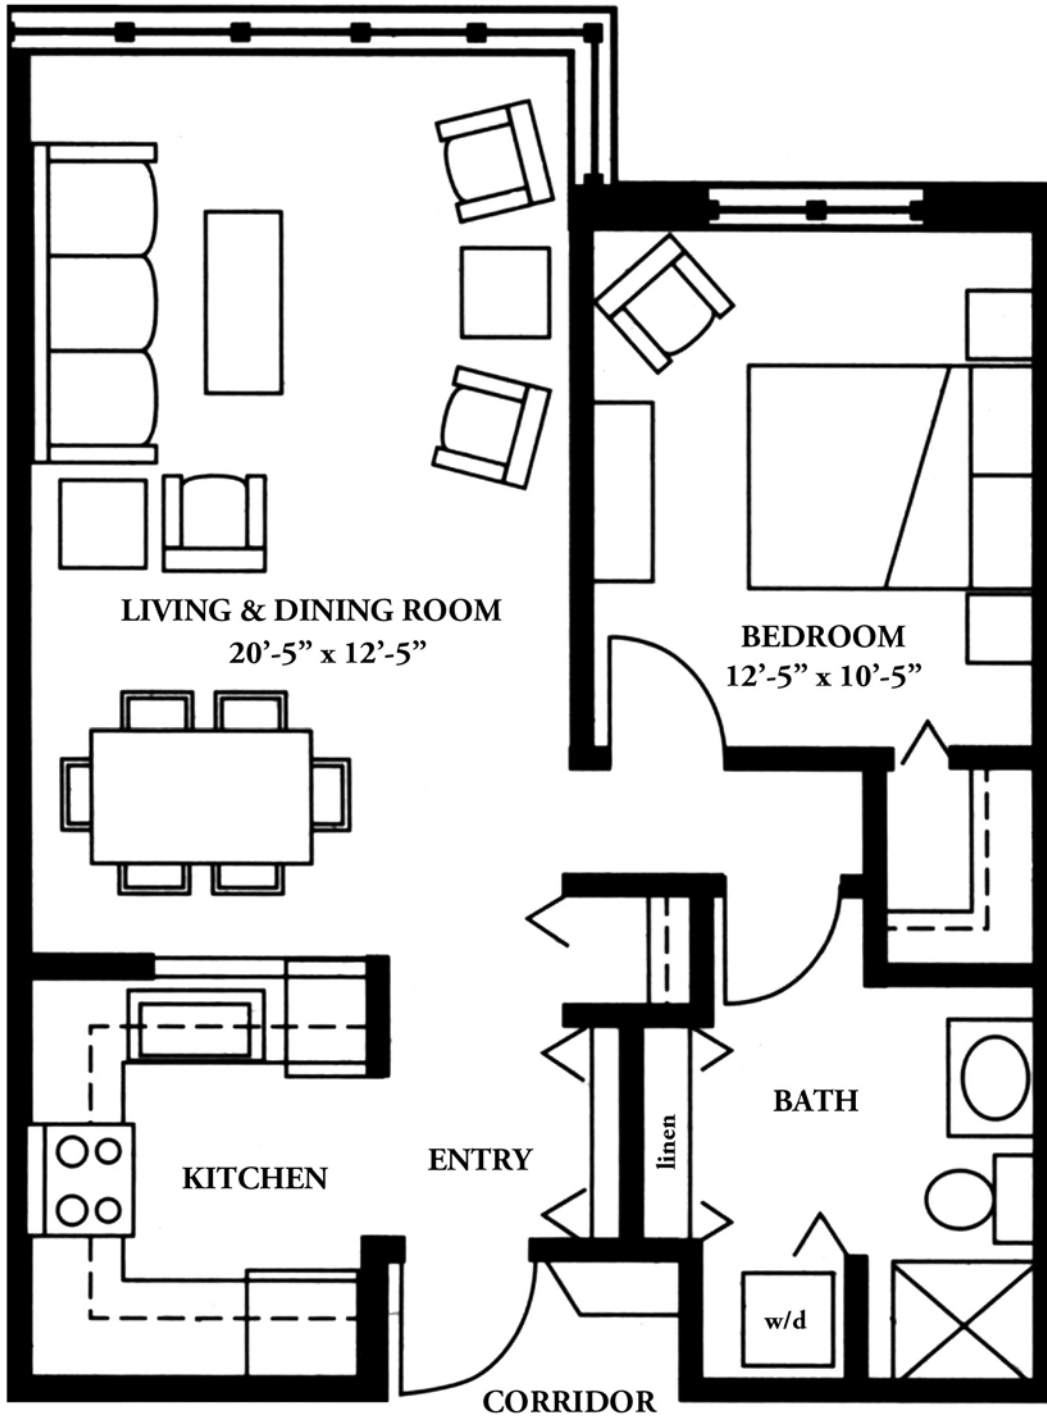 LIVING & DINING ROOM
20’-5” x 12’-5”
BEDROOM
12’-5” x 10’-5”
BATH
linen
ENTRY
KITCHEN
w/d
CORRIDOR